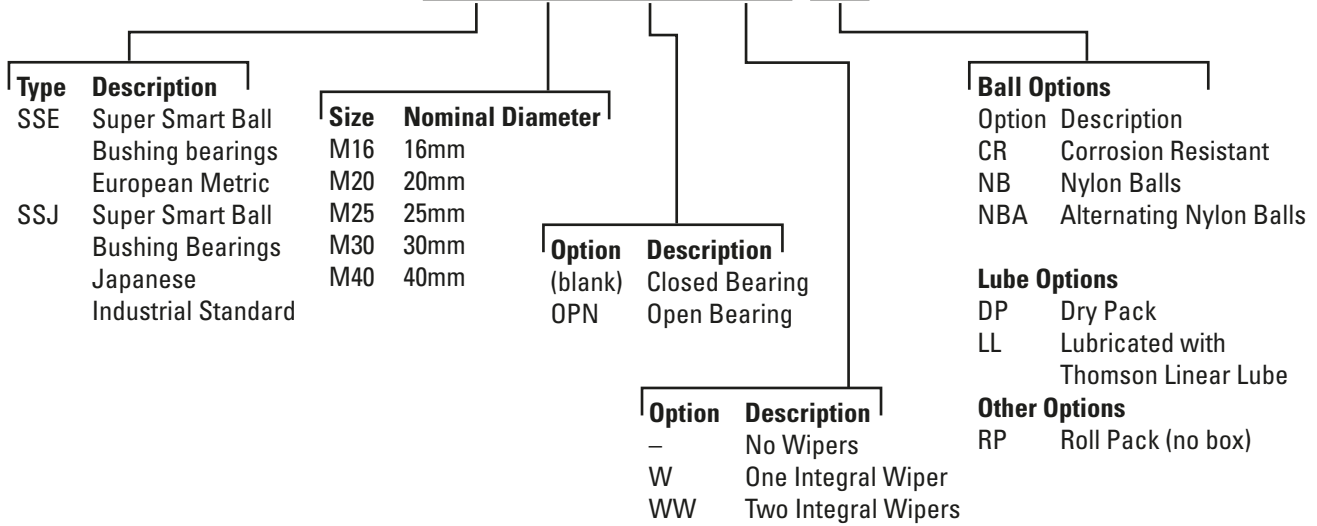 Type Description
SSE Super Smart Ball
Bushing bearings
European Metric
SSJ Super Smart Ball
Bushing Bearings
Japanese
Industrial Standard
Size Nominal Diameter
M16 16mm
M20 20mm
M25 25mm
M30 30mm
M40 40mm
Option Description
(blank) Closed Bearing
OPN Open Bearing
Option Description
– No Wipers
W One Integral Wiper
WW Two Integral Wipers
Ball Options
Option Description
CR Corrosion Resistant
NB Nylon Balls
NBA Alternating Nylon Balls
Lube Options
DP Dry Pack
LL Lubricated with
Thomson Linear Lube
Other Options
RP Roll Pack (no box)